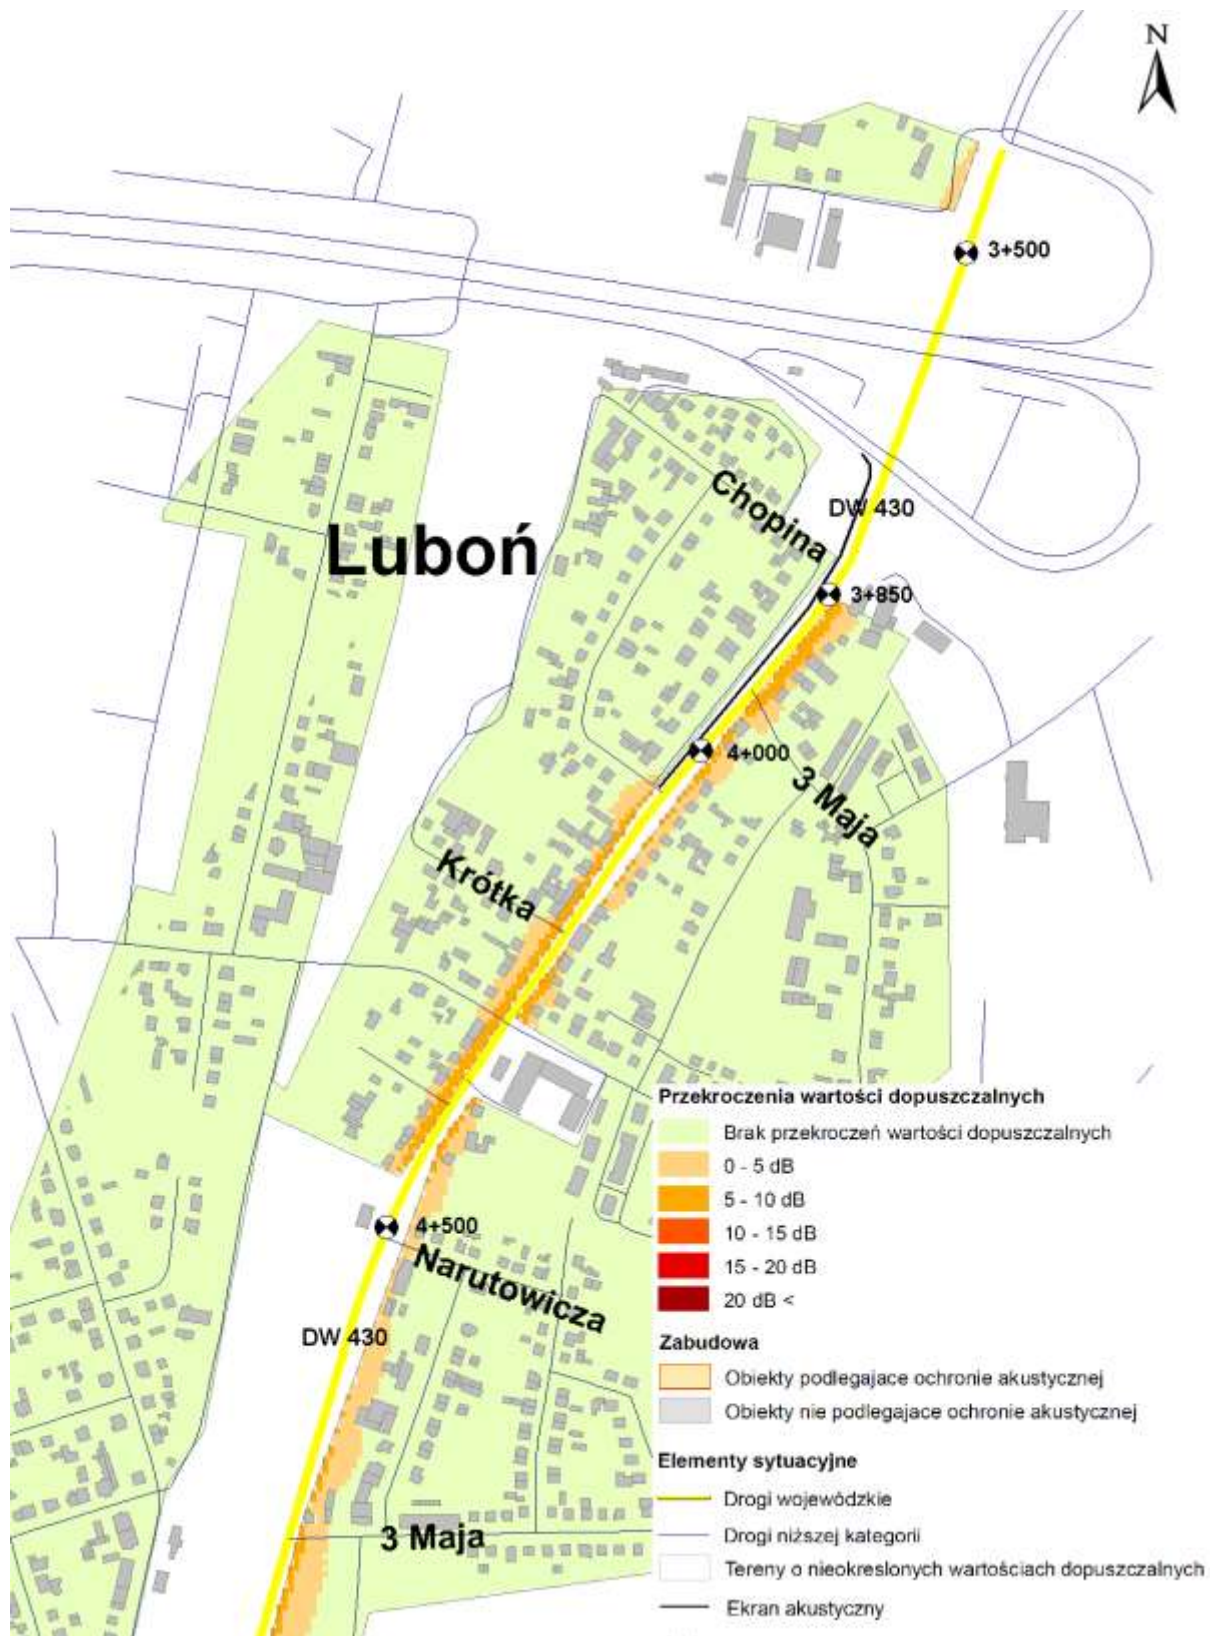 N
3+500
Chopina
DW 430
Luboń
3+850
4+000
3 Maja
Krótka
Przekroczenia wartości dopuszczalnych
Brak przekroczeń wartości dopuszczalnych
0 - 5 dB
5 - 10 dB
10 - 15 dB
15 - 20 dB
20 dB <
4+500
Narutowicza
DW 430
Zabudowa
Obiekty podlegajace ochronie akustycznej
Obiekty nie podlegajace ochronie akustycznej
Elementy sytuacyjne
Drogi wojewódzkie
3 Maja
Drogi niższej kategorii
Tereny o nieokreslonych wartościach dopuszczalnych
Ekran akustyczny